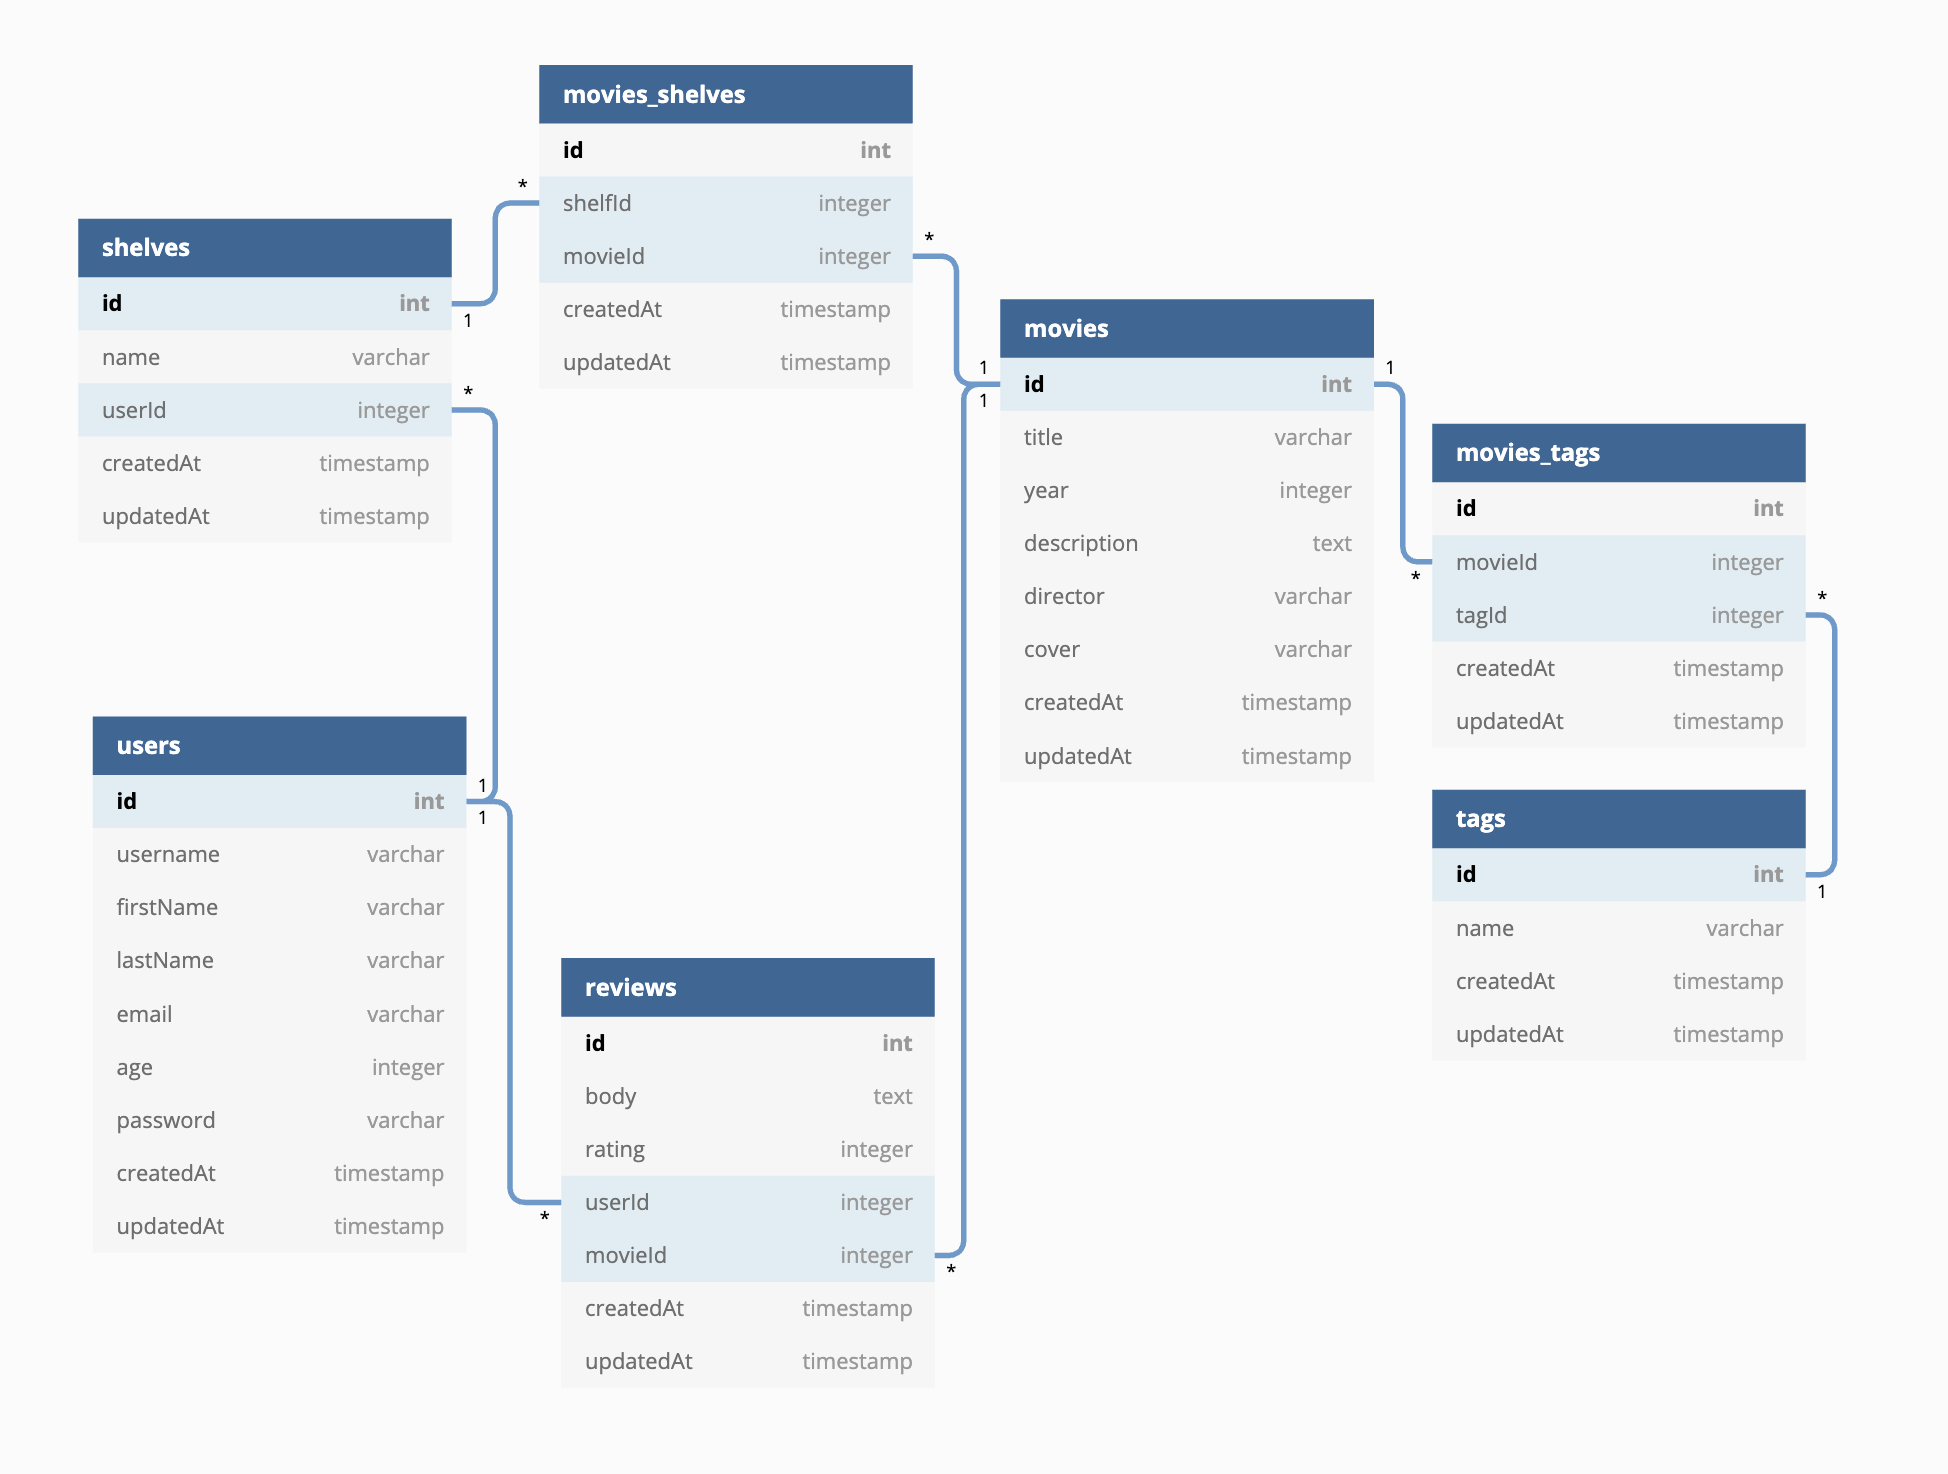 movies_shelves
id int
* shelfId integer
movieId integer *
createdAt timestamp
updatedAt timestamp
shelves
id int 1
name varchar
userId integer *
createdAt timestamp
updatedAt timestamp
movies
1 id int 1
1
title varchar
year integer
description text
director varchar
cover varchar
createdAt timestamp
updatedAt timestamp
movies_tags
id int
* movieId integer
tagId integer *
createdAt timestamp
updatedAt timestamp
users
id int 1
1
username varchar
firstName varchar
lastName varchar
email varchar
age integer
password varchar
createdAt timestamp
updatedAt timestamp
tags
id int 1
name varchar
createdAt timestamp
updatedAt timestamp
reviews
id int
body text
rating integer
* userId integer
movieId integer *
createdAt timestamp
updatedAt timestamp